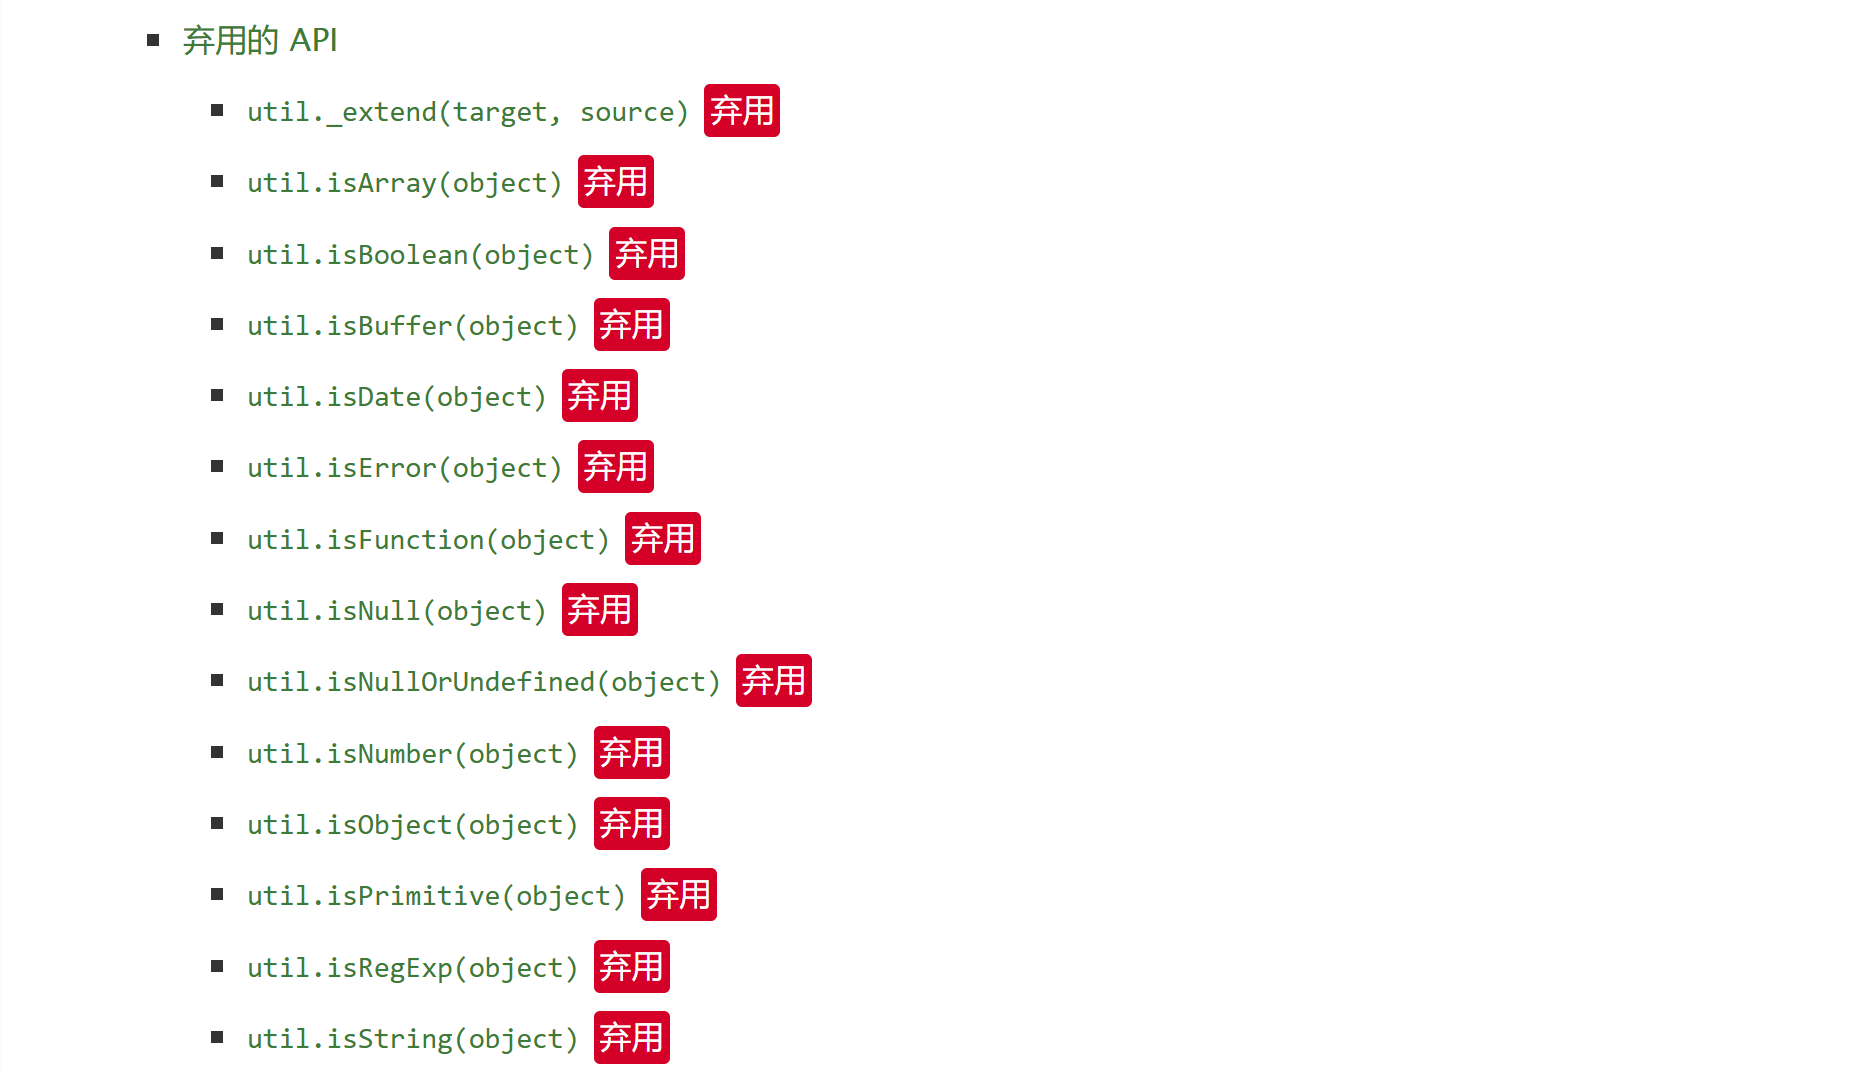 弃用的 API
util._extend(target, source) 弃用
util.isArray(object) 弃用
util.isBoolean(object) 弃用
util.isBuffer(object) 弃用
util.isDate(object) 弃用
util.isError(object) 弃用
util.isFunction(object) 弃用
util.isNull(object) 弃用
util.isNullOrUndefined(object) 弃用
util.isNumber(object) 弃用
util.isObject(object) 弃用
util.isPrimitive(object) 弃用
util.isRegExp(object) 弃用
util.isString(object) 弃用